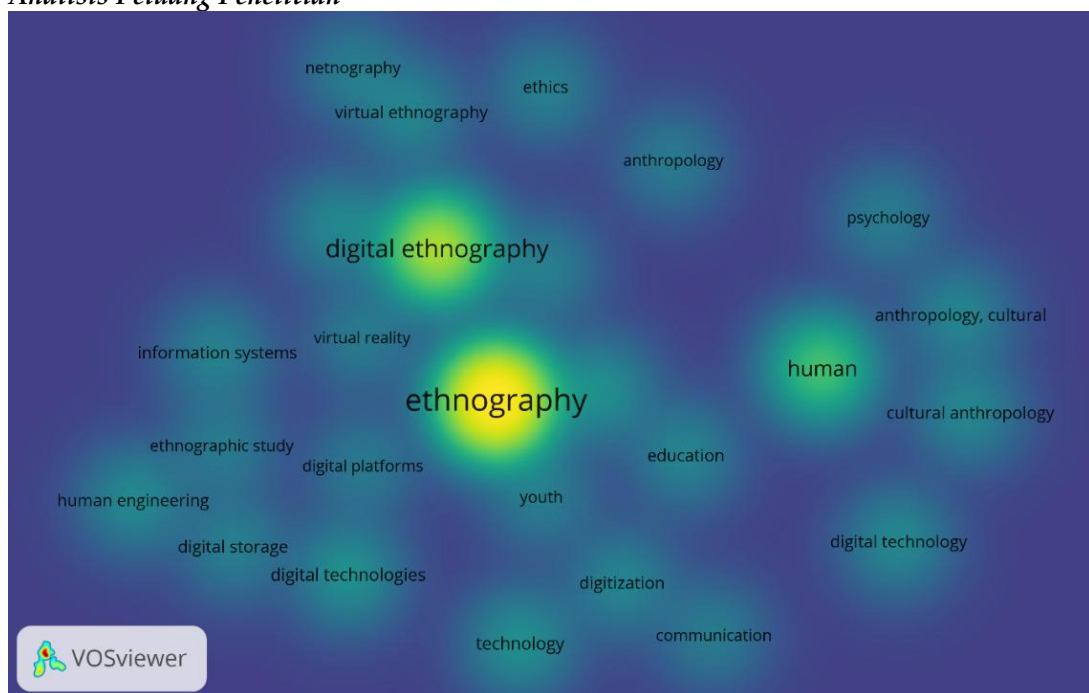 Analisis Peluang Penelitian
netnography
ethics
virtual ethnography
anthropology
psychology
digital ethnography
anthropology, cultural
virtual reality
information systems
human
ethnography
cultural anthropology
ethnographic study
education
digital platforms
human engineering
youth
digital storage
digital technology
digital technologies
digitization
technology
communication
VOSviewer